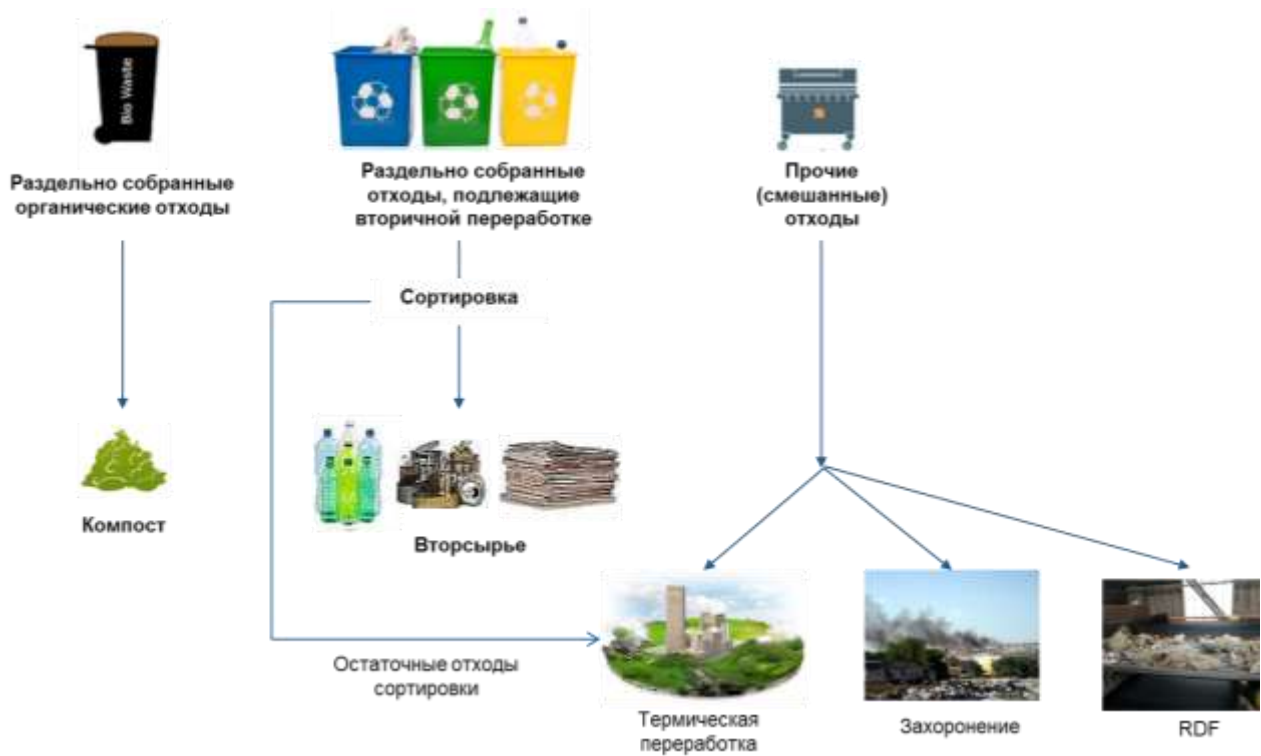 Bio Waste
Раздельно собранные
органические отходы
Раздельно собранные
отходы, подлежащие
вторичной переработке
Прочие
(смешанные)
отходы
Сортировка
Компост
Вторсырье
Остаточные отходы
сортировки
Термическая
переработка
Захоронение
RDF